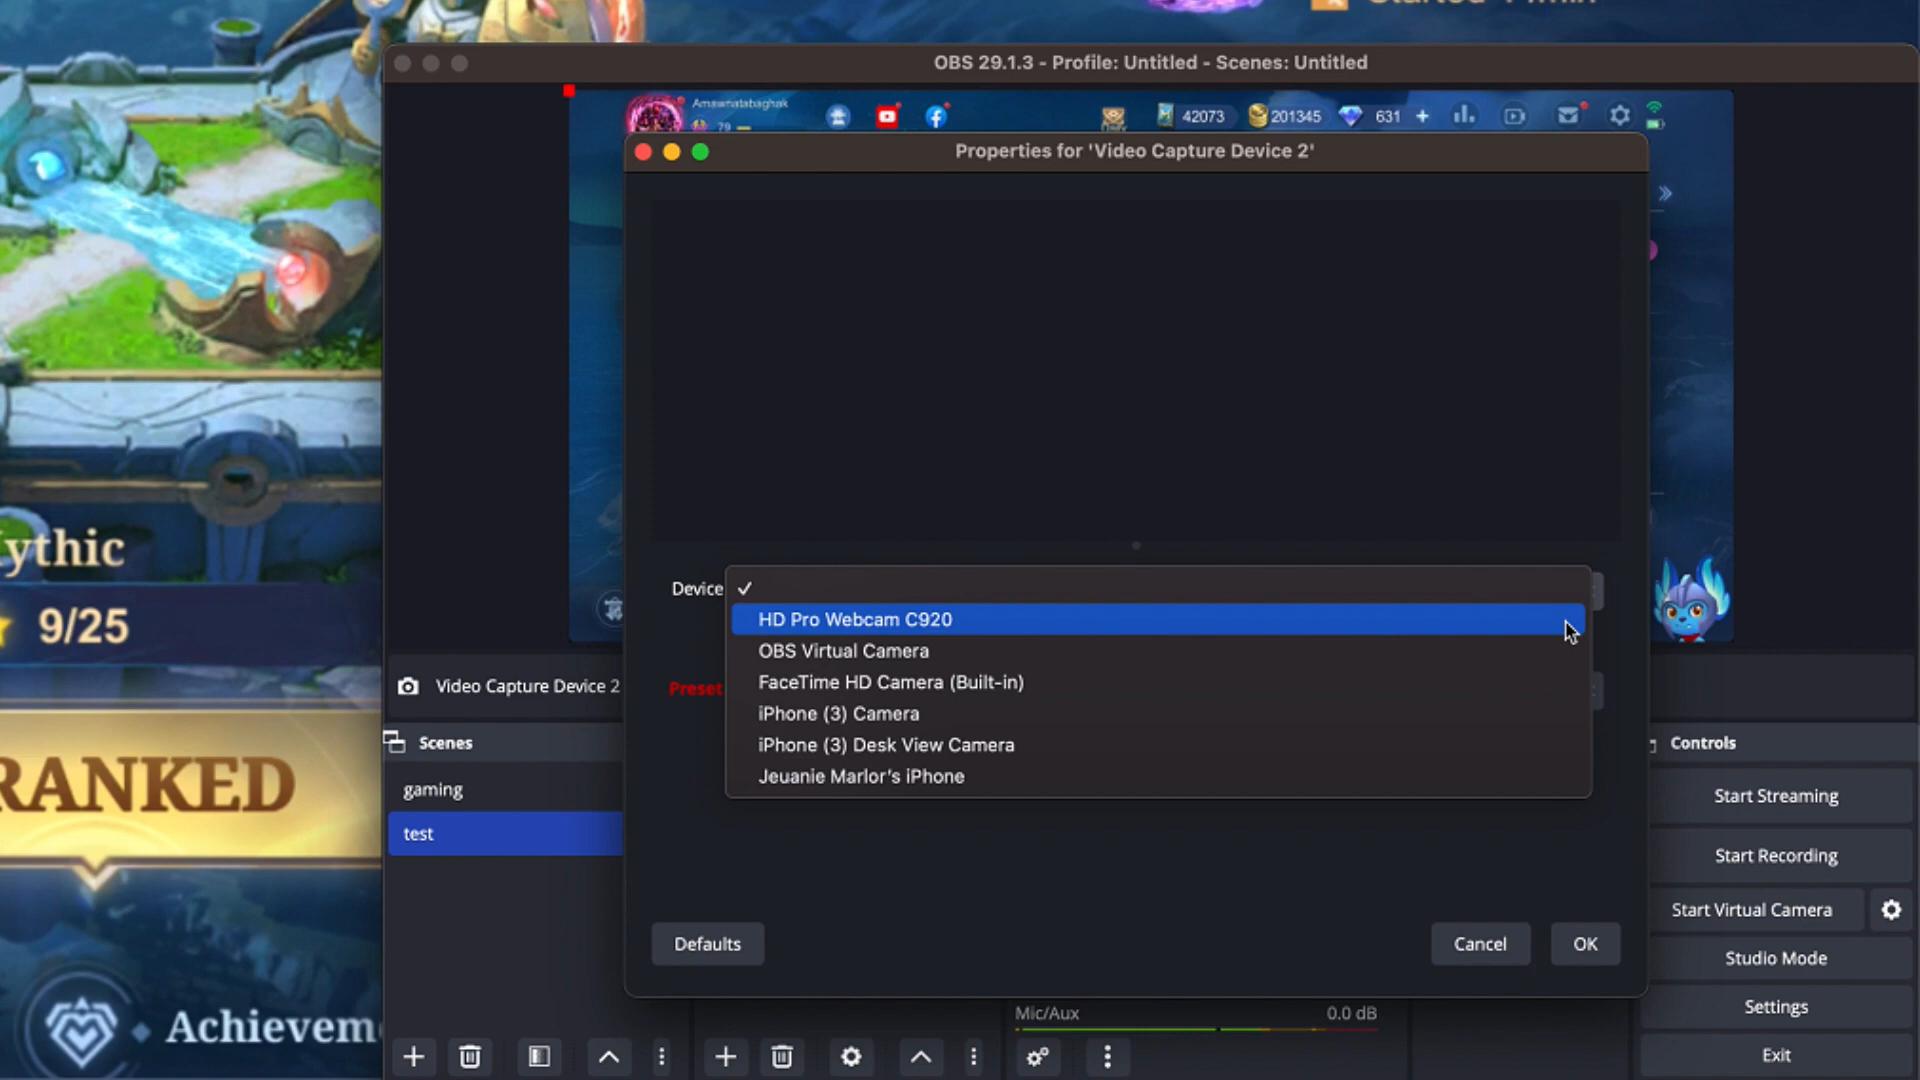 OBS 29.1.3 - Profile: Untitled - Scenes: Untitled
Amawnatabaghak
79
42073
201345
631
Properties for 'Video Capture Device 2'
Device
HD Pro Webcam C920
OBS Virtual Camera
FaceTime HD Camera (Built-in)
iPhone (3) Camera
iPhone (3) Desk View Camera
Jeuanie Marlor's iPhone
Preset
Defaults
Cancel
OK
ythic
9/25
RANKED
Achievem
Video Capture Device 2
Scenes
gaming
test
Mic/Aux
0.0 dB
Controls
Start Streaming
Start Recording
Start Virtual Camera
Studio Mode
Settings
Exit